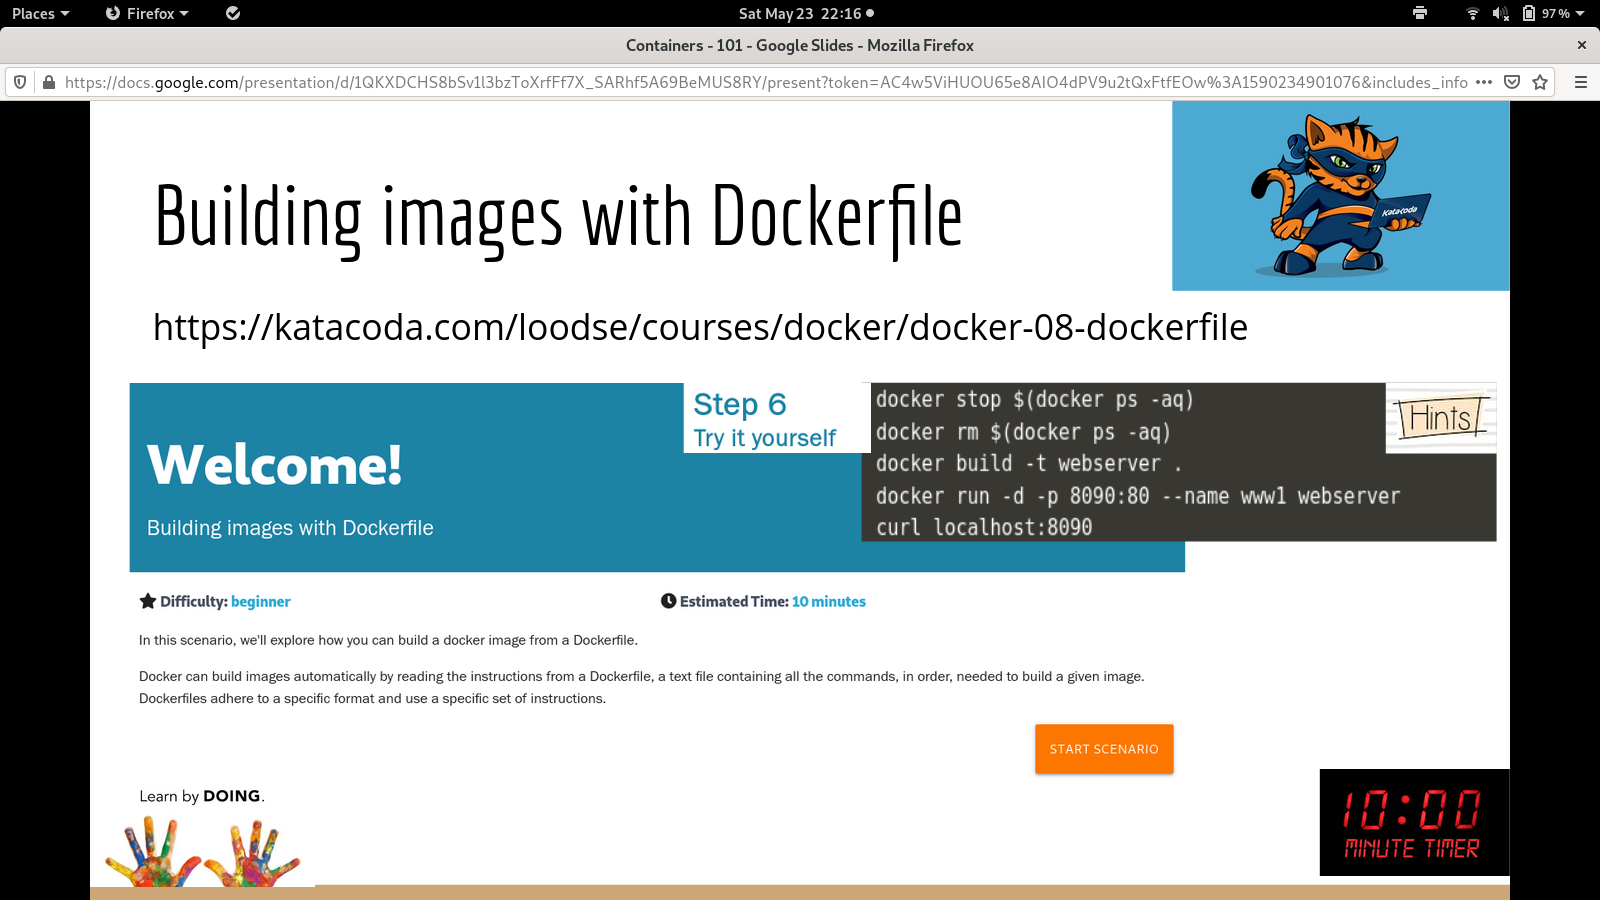 Places Firefox Sat May 23 22:16 97%
Containers - 101 - Google Slides - Mozilla Firefox
https://docs.google.com/presentation/d/1QKXDCHS8bSv1l3bzToXrfFf7X_SARhf5A69BeMUS8RY/present?token=AC4w5ViHUOU65e8AIO4dPV9u2tQxFtfEOw%3A1590234901076&includes_info
Building images with Dockerfile
Katacoda
https://katacoda.com/loodse/courses/docker/docker-08-dockerfile
Welcome!
Building images with Dockerfile
Step 6
Try it yourself
docker stop $(docker ps -aq)
docker rm $(docker ps -aq)
docker build -t webserver .
docker run -d -p 8090:80 --name www1 webserver
curl localhost:8090
Hints
Difficulty: beginner
Estimated Time: 10 minutes
In this scenario, we'll explore how you can build a docker image from a Dockerfile.
Docker can build images automatically by reading the instructions from a Dockerfile, a text file containing all the commands, in order, needed to build a given image.
Dockerfiles adhere to a specific format and use a specific set of instructions.
START SCENARIO
Learn by DOING.
10:00
MINUTE TIMER